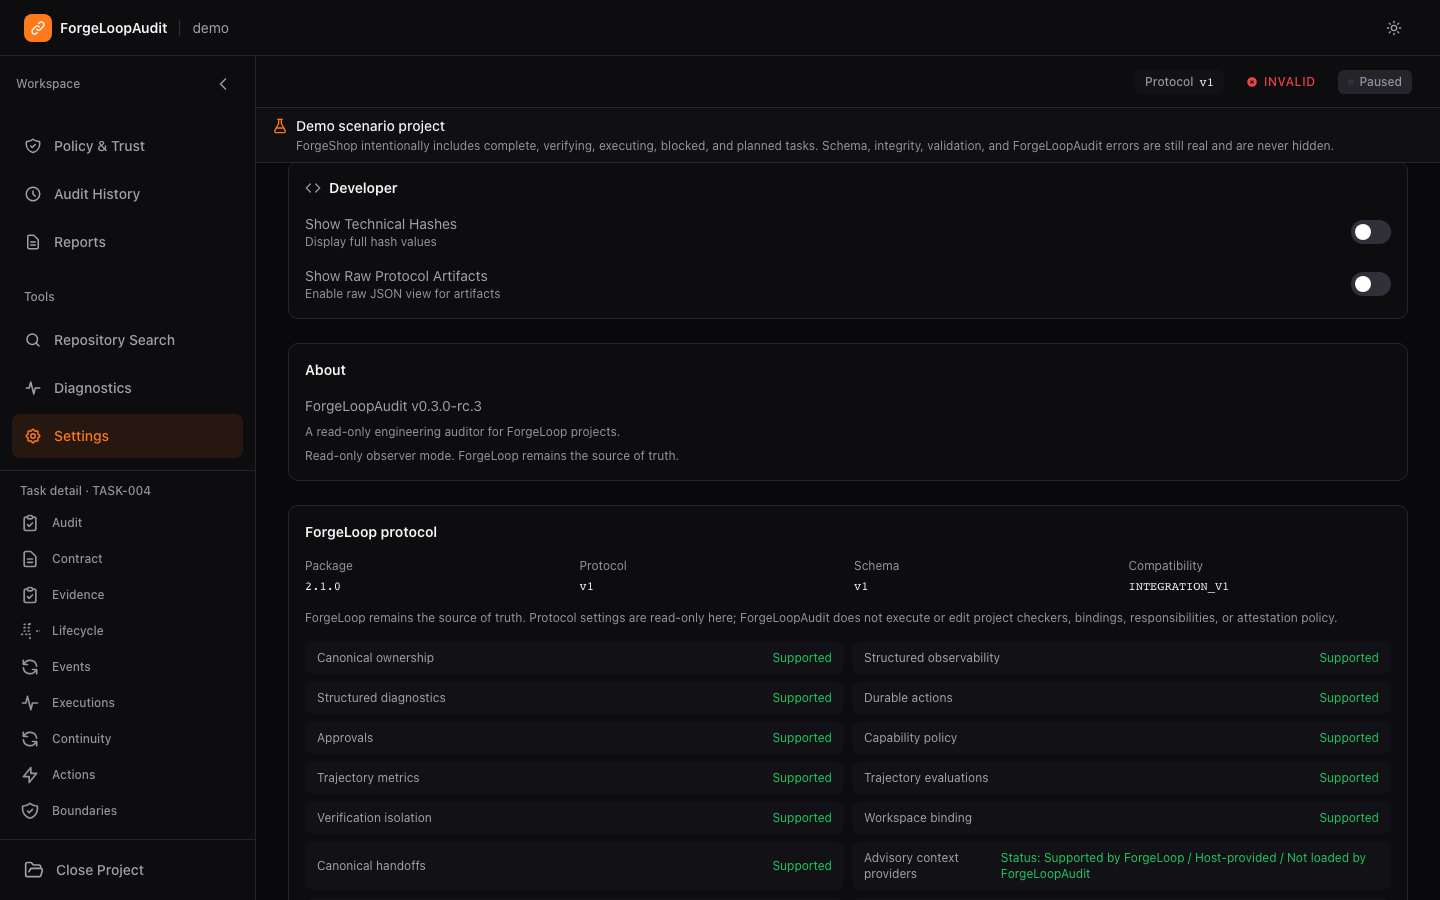 ForgeLoopAudit demo
Workspace
Protocol v1 INVALID Paused
Demo scenario project
ForgeShop intentionally includes complete, verifying, executing, blocked, and planned tasks. Schema, integrity, validation, and ForgeLoopAudit errors are still real and are never hidden.
Policy & Trust
Audit History
Reports
Tools
Repository Search
Diagnostics
Settings
Task detail · TASK-004
Audit
Contract
Evidence
Lifecycle
Events
Executions
Continuity
Actions
Boundaries
Close Project
Developer
Show Technical Hashes
Display full hash values
Show Raw Protocol Artifacts
Enable raw JSON view for artifacts
About
ForgeLoopAudit v0.3.0-rc.3
A read-only engineering auditor for ForgeLoop projects.
Read-only observer mode. ForgeLoop remains the source of truth.
ForgeLoop protocol
Package Protocol Schema Compatibility
2.1.0 v1 v1 INTEGRATION_V1
ForgeLoop remains the source of truth. Protocol settings are read-only here; ForgeLoopAudit does not execute or edit project checkers, bindings, responsibilities, or attestation policy.
Canonical ownership Supported Structured observability Supported
Structured diagnostics Supported Durable actions Supported
Approvals Supported Capability policy Supported
Trajectory metrics Supported Trajectory evaluations Supported
Verification isolation Supported Workspace binding Supported
Canonical handoffs Supported
Advisory context providers
Status: Supported by ForgeLoop / Host-provided / Not loaded by
ForgeLoopAudit